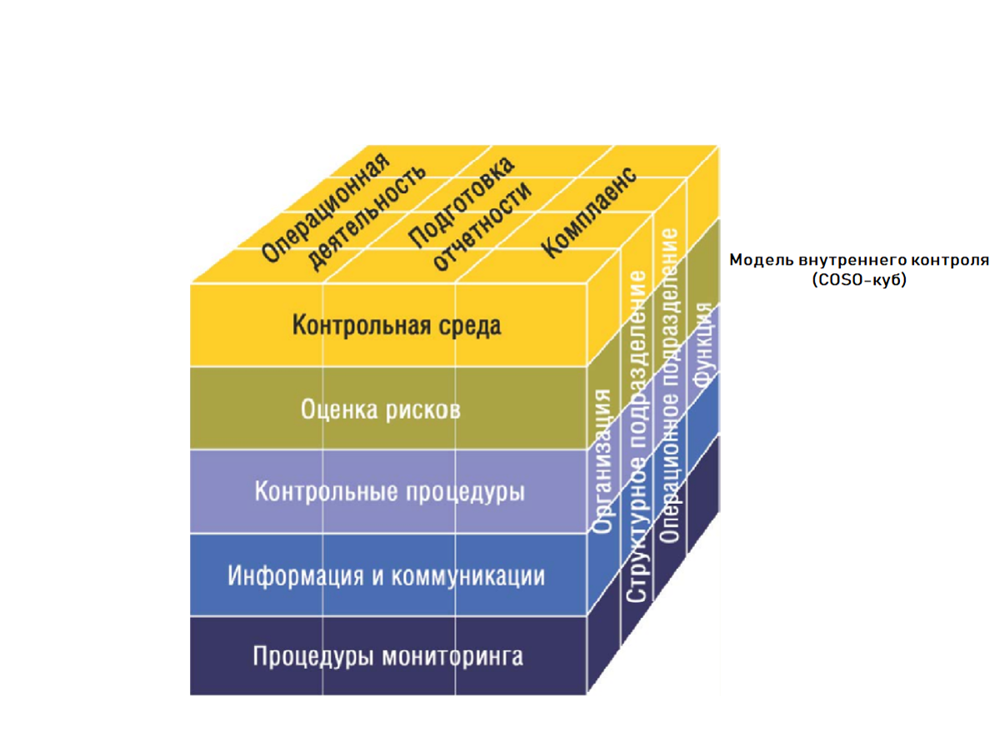 Операционная
деятельность
Подготовка
отчетности
Комплаенс
Модель внутреннего контроля
(COSO-куб)
Контрольная среда
Оценка рисков
Контрольные процедуры
Информация и коммуникации
Процедуры мониторинга
Организация
Структурное подразделение
Операционное подразделение
Функция